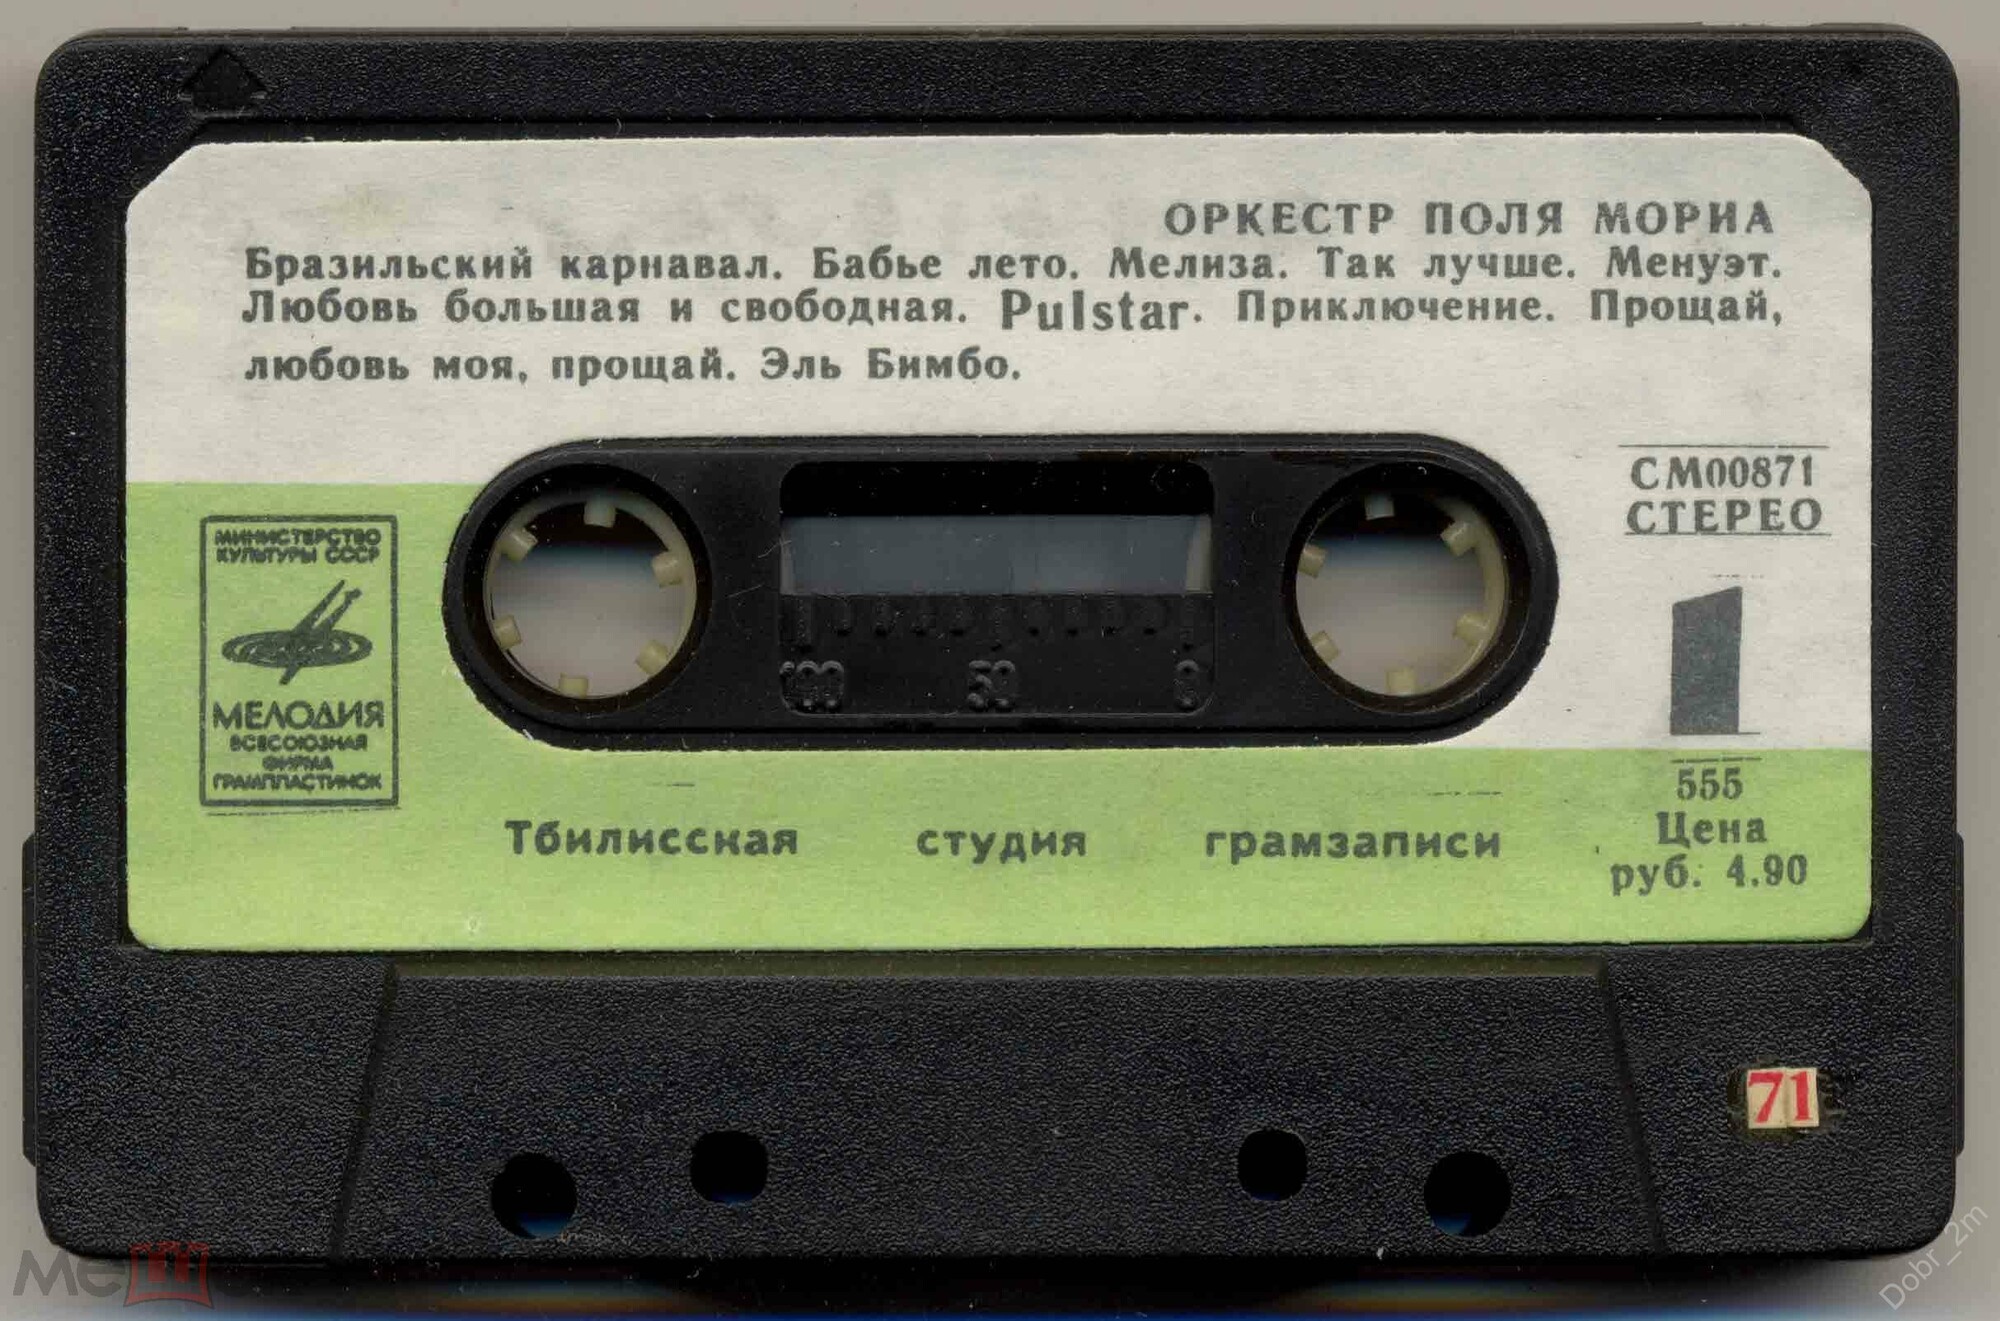 ОРКЕСТР ПОЛЯ МОРИА
Бразильский карнавал. Бабье лето. Мелиза. Так лучше. Менуэт.
Любовь большая и свободная. Pulstar. Приключение. Прощай,
любовь моя, прощай. Эль Бимбо.
СМ00871
СТЕРЕО
МИНИСТЕРСТВО
КУЛЬТУРЫ СССР
МЕЛОДИЯ
ВСЕСОЮЗНАЯ
ФИРМА
ГРАМПЛАСТИНОК
100 50 0
1
555
Цена
руб. 4.90
Тбилисская студия грамзаписи
71
Dobr_2m